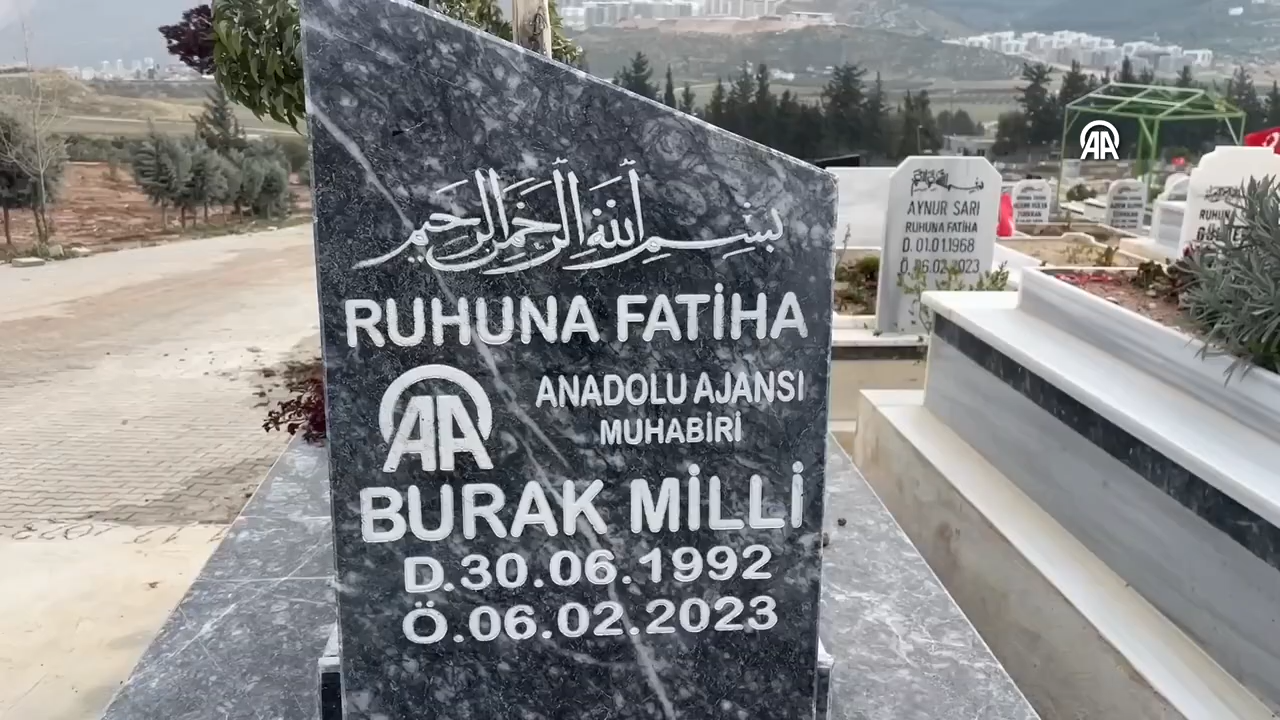 بسم الله الرحمن الرحيم
RUHUNA FATİHA
AA
ANADOLU AJANSI
MUHABİRİ
BURAK MİLLİ
D.30.06.1992
Ö.06.02.2023
AA
AYNUR SARI
RUHUNA FATİHA
D. 01.01.1968
Ö.06.02.2023